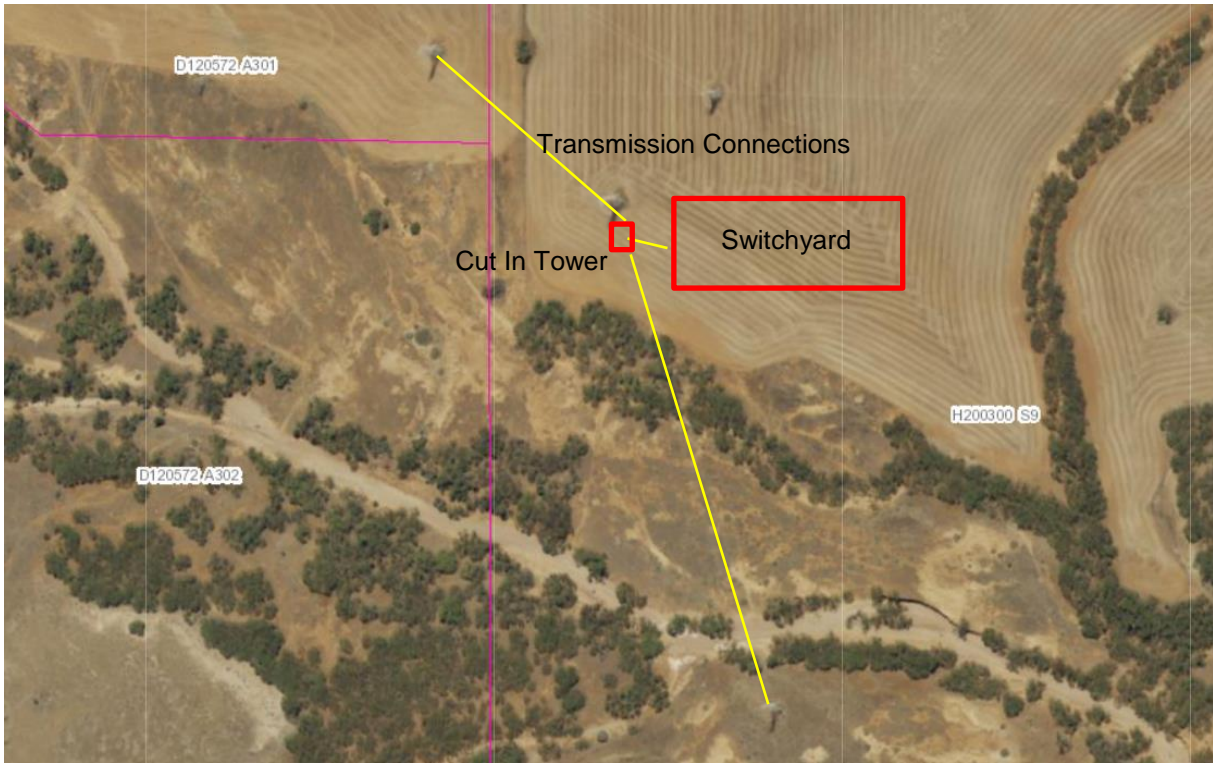 D120572 A301
Transmission Connections
Switchyard
Cut In Tower
H200300 S9
D120572 A302